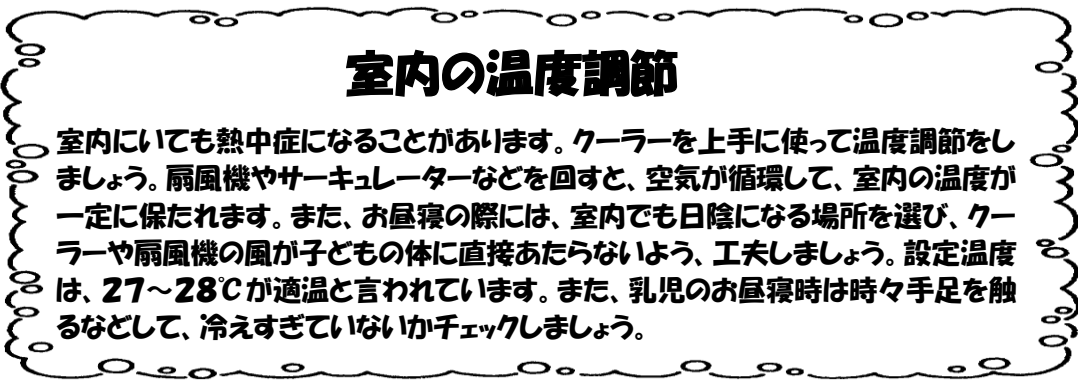 室内の温度調節
室内にいても熱中症になることがあります。クーラーを上手に使って温度調節をし
ましょう。扇風機やサーキュレーターなどを回すと、空気が循環して、室内の温度が
一定に保たれます。また、お昼寝の際には、室内でも日陰になる場所を選び、クー
ラーや扇風機の風が子どもの体に直接あたらないよう、工夫しましょう。設定温度
は、27～28℃が適温と言われています。また、乳児のお昼寝時は時々手足を触
るなどして、冷えすぎていないかチェックしましょう。